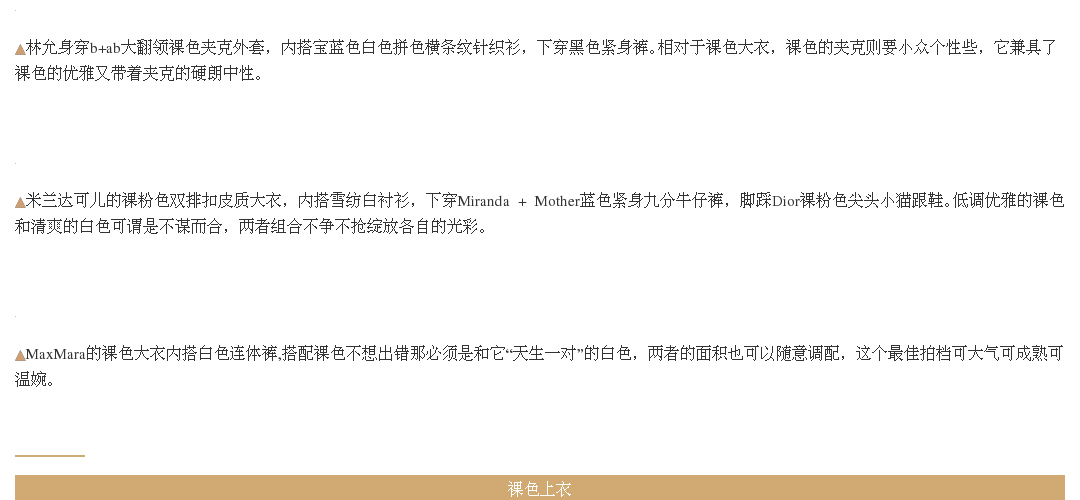 ▲林允身穿b+ab大翻领裸色夹克外套，内搭宝蓝色白色拼色横条纹针织衫，下穿黑色紧身裤。相对于裸色大衣，裸色的夹克则要小众个性些，它兼具了
裸色的优雅又带着夹克的硬朗中性。
▲米兰达可儿的裸粉色双排扣皮质大衣，内搭雪纺白衬衫，下穿Miranda + Mother蓝色紧身九分牛仔裤，脚踩Dior裸粉色尖头小猫跟鞋。低调优雅的裸色
和清爽的白色可谓是不谋而合，两者组合不争不抢绽放各自的光彩。
▲MaxMara的裸色大衣内搭白色连体裤,搭配裸色不想出错那必须是和它“天生一对”的白色，两者的面积也可以随意调配，这个最佳拍档可大气可成熟可
温婉。
裸色上衣